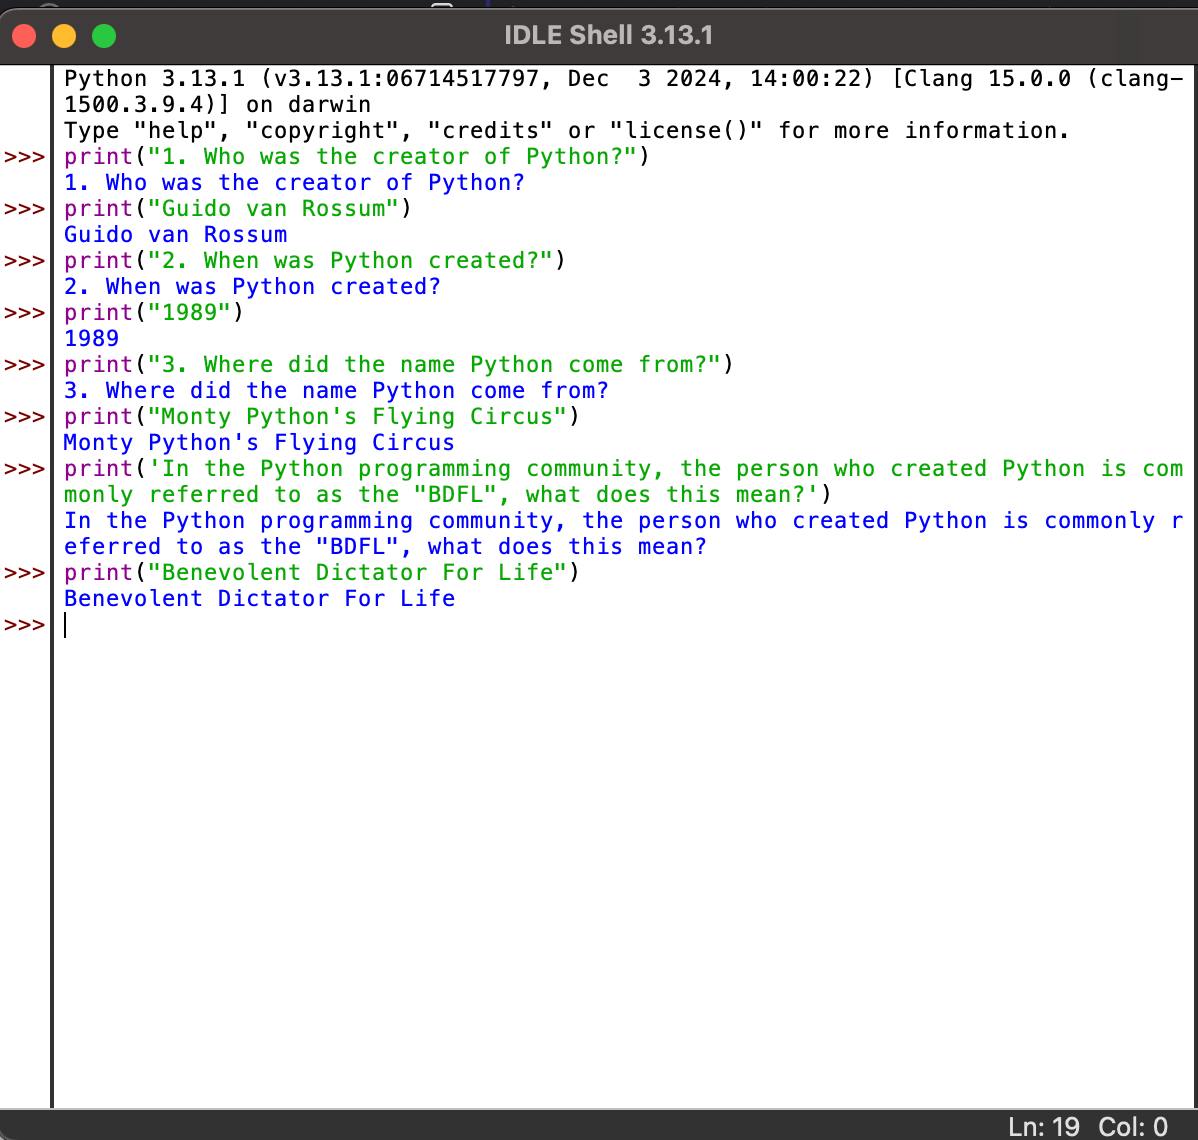 IDLE Shell 3.13.1
Python 3.13.1 (v3.13.1:06714517797, Dec  3 2024, 14:00:22) [Clang 15.0.0 (clang-
1500.3.9.4)] on darwin
Type "help", "copyright", "credits" or "license()" for more information.
>>> print("1. Who was the creator of Python?")
1. Who was the creator of Python?
>>> print("Guido van Rossum")
Guido van Rossum
>>> print("2. When was Python created?")
2. When was Python created?
>>> print("1989")
1989
>>> print("3. Where did the name Python come from?")
3. Where did the name Python come from?
>>> print("Monty Python's Flying Circus")
Monty Python's Flying Circus
>>> print('In the Python programming community, the person who created Python is com
monly referred to as the "BDFL", what does this mean?')
In the Python programming community, the person who created Python is commonly r
eferred to as the "BDFL", what does this mean?
>>> print("Benevolent Dictator For Life")
Benevolent Dictator For Life
>>>
Ln: 19  Col: 0